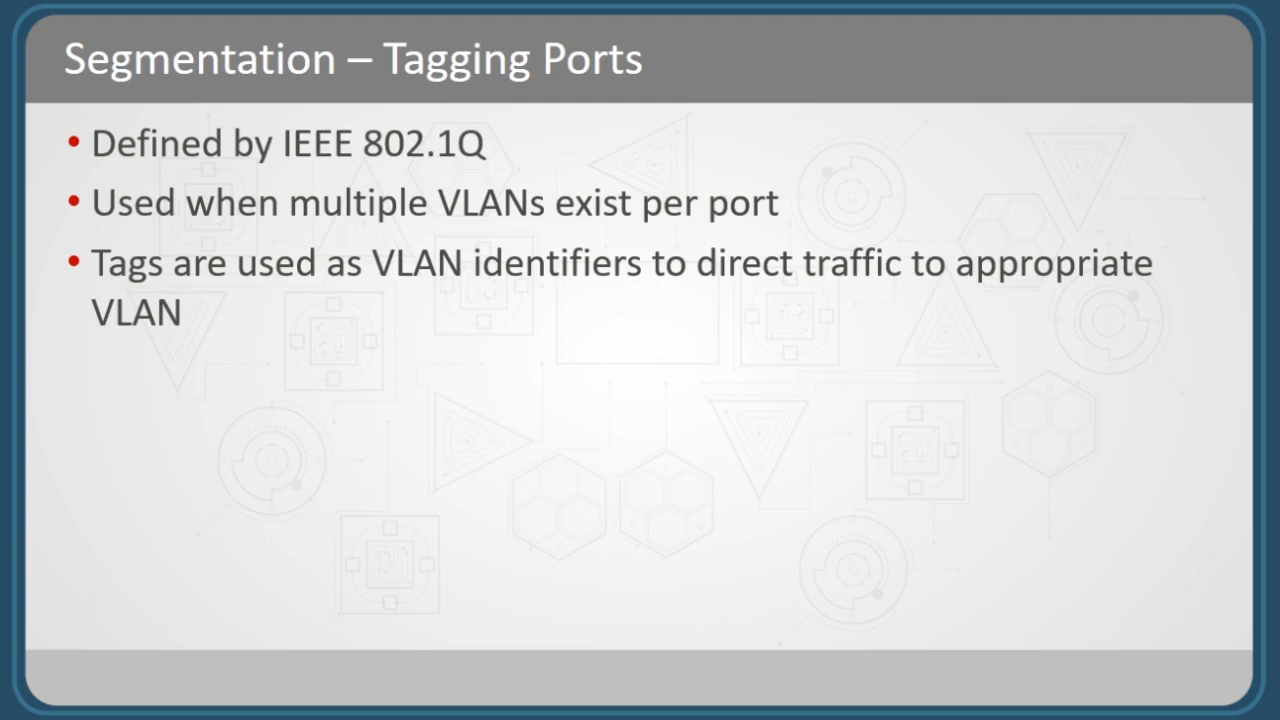 Segmentation – Tagging Ports
• Defined by IEEE 802.1Q
• Used when multiple VLANs exist per port
• Tags are used as VLAN identifiers to direct traffic to appropriate
VLAN